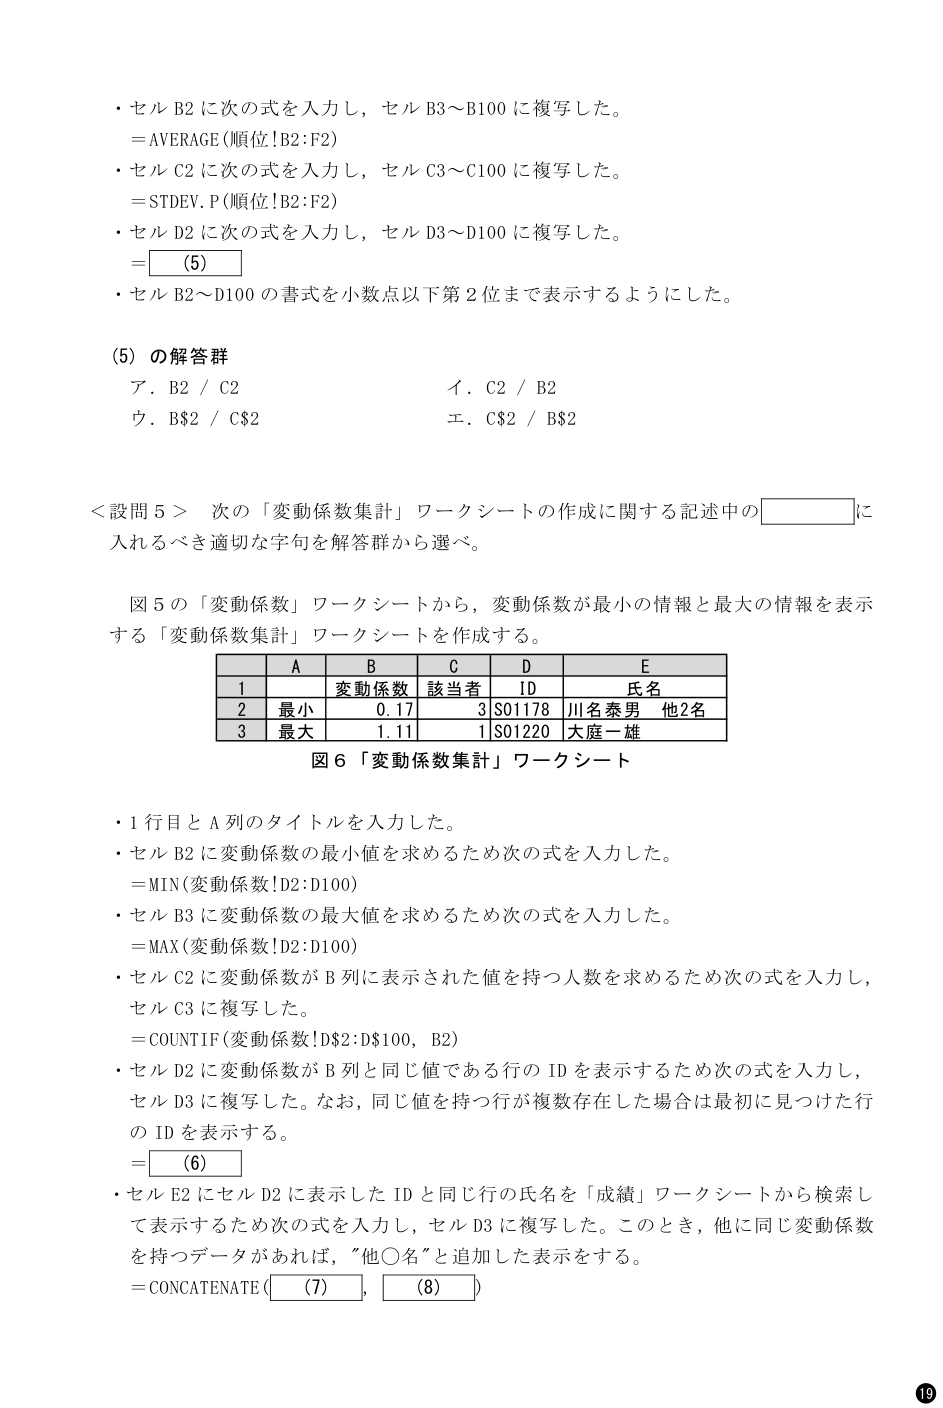 ・セル B2 に次の式を入力し，セル B3～B100 に複写した。
＝AVERAGE(順位!B2:F2)
・セル C2 に次の式を入力し，セル C3～C100 に複写した。
＝STDEV.P(順位!B2:F2)
・セル D2 に次の式を入力し，セル D3～D100 に複写した。
＝ (5)
・セル B2～D100 の書式を小数点以下第２位まで表示するようにした。
(5) の解答群
ア．B2 / C2 イ．C2 / B2
ウ．B$2 / C$2 エ．C$2 / B$2
＜設問５＞ 次の「変動係数集計」ワークシートの作成に関する記述中の に
入れるべき適切な字句を解答群から選べ。
図５の「変動係数」ワークシートから，変動係数が最小の情報と最大の情報を表示
する「変動係数集計」ワークシートを作成する。
A B C D E
1 変動係数 該当者 ID 氏名
2 最小 0.17 3 S01178 川名泰男 他2名
3 最大 1.11 1 S01220 大庭一雄
図６「変動係数集計」ワークシート
・1 行目と A 列のタイトルを入力した。
・セル B2 に変動係数の最小値を求めるため次の式を入力した。
＝MIN(変動係数!D2:D100)
・セル B3 に変動係数の最大値を求めるため次の式を入力した。
＝MAX(変動係数!D2:D100)
・セル C2 に変動係数が B 列に表示された値を持つ人数を求めるため次の式を入力し，
セル C3 に複写した。
＝COUNTIF(変動係数!D$2:D$100, B2)
・セル D2 に変動係数が B 列と同じ値である行の ID を表示するため次の式を入力し，
セル D3 に複写した。なお，同じ値を持つ行が複数存在した場合は最初に見つけた行
の ID を表示する。
＝ (6)
・セル E2 にセル D2 に表示した ID と同じ行の氏名を「成績」ワークシートから検索し
て表示するため次の式を入力し，セル D3 に複写した。このとき，他に同じ変動係数
を持つデータがあれば，″他○名″と追加した表示をする。
＝CONCATENATE( (7) , (8) )
19